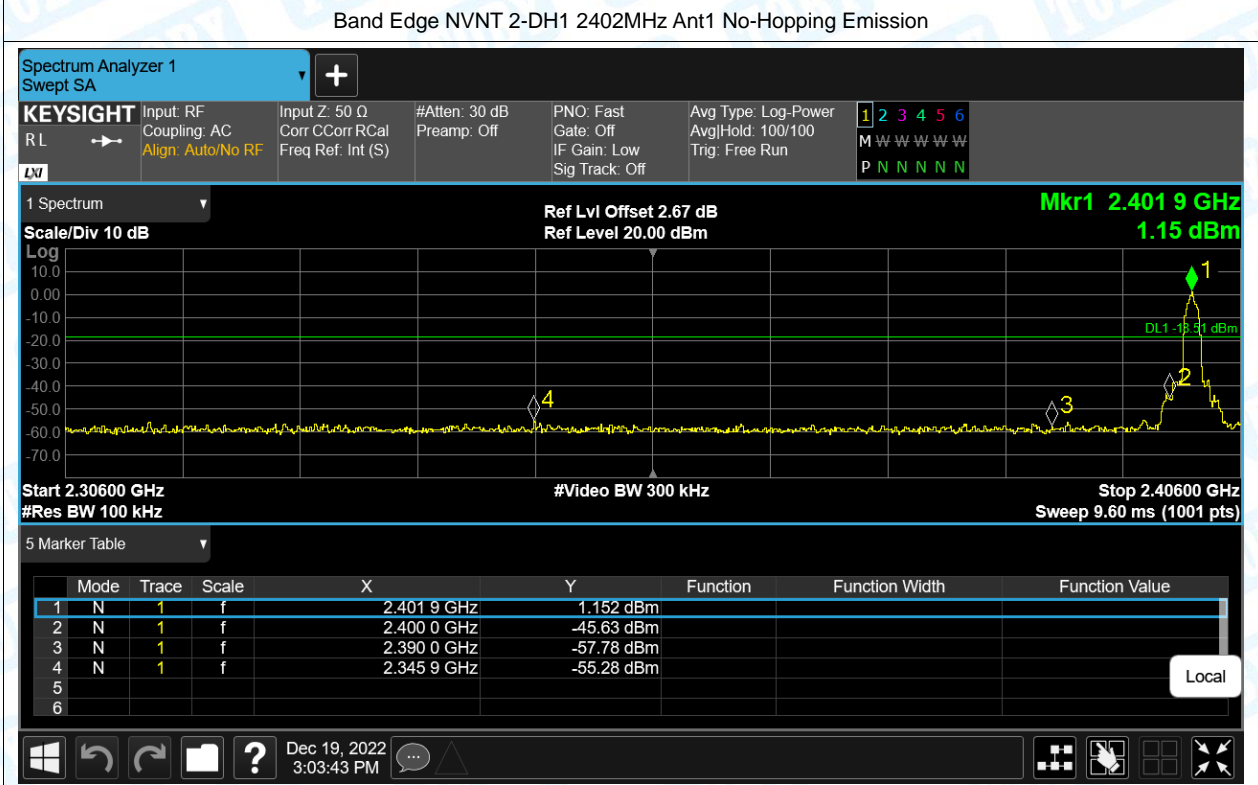 Band Edge NVNT 2-DH1 2402MHz Ant1 No-Hopping Emission
Spectrum Analyzer 1
Swept SA
KEYSIGHT
R L
LXI
Input: RF
Coupling: AC
Align: Auto/No RF
Input Z: 50 Ω
Corr CCorr RCal
Freq Ref: Int (S)
#Atten: 30 dB
Preamp: Off
PNO: Fast
Gate: Off
IF Gain: Low
Sig Track: Off
Avg Type: Log-Power
Avg|Hold: 100/100
Trig: Free Run
1 2 3 4 5 6
M W W W W W
P N N N N N
1 Spectrum
Scale/Div 10 dB
Ref Lvl Offset 2.67 dB
Ref Level 20.00 dBm
Mkr1 2.401 9 GHz
1.15 dBm
Log
10.0
0.00
-10.0
-20.0
-30.0
-40.0
-50.0
-60.0
-70.0
1
DL1 -18.51 dBm
2
3
4
Start 2.30600 GHz
#Res BW 100 kHz
#Video BW 300 kHz
Stop 2.40600 GHz
Sweep 9.60 ms (1001 pts)
5 Marker Table
Mode Trace Scale X Y Function Function Width Function Value
1 N 1 f 2.401 9 GHz 1.152 dBm
2 N 1 f 2.400 0 GHz -45.63 dBm
3 N 1 f 2.390 0 GHz -57.78 dBm
4 N 1 f 2.345 9 GHz -55.28 dBm
5
6
Local
?
Dec 19, 2022
3:03:43 PM